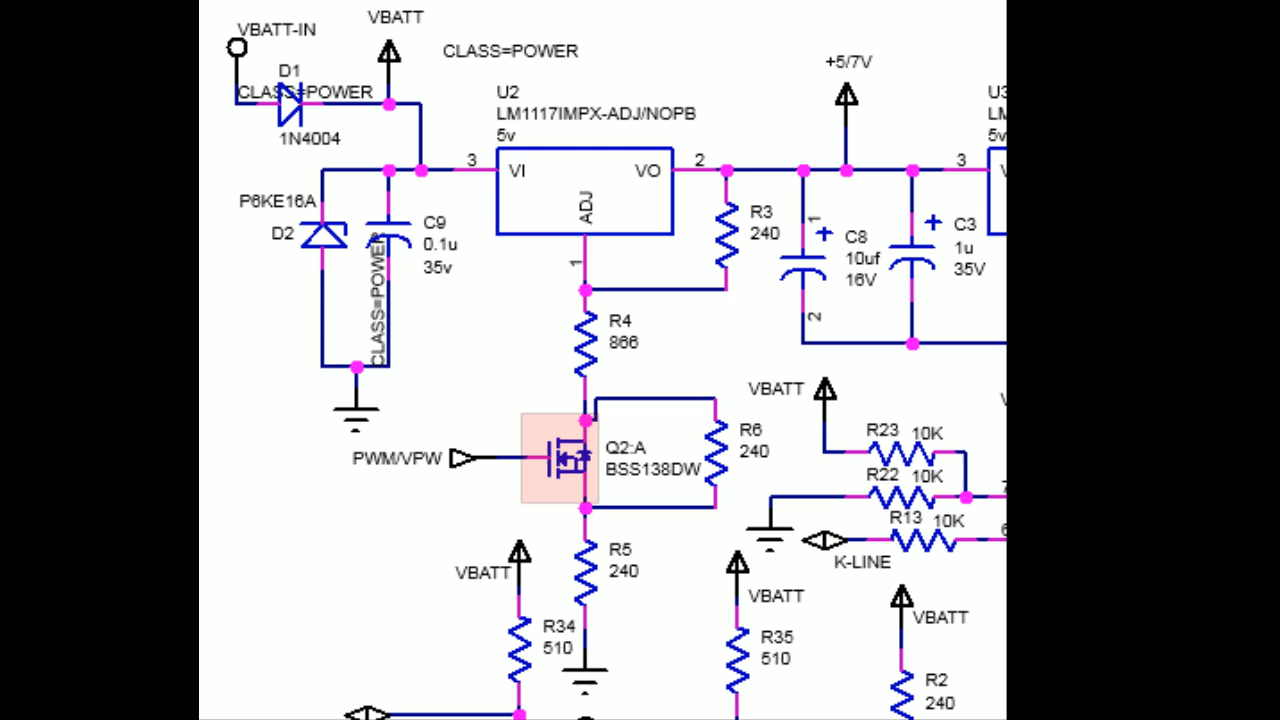 VBATT-IN
VBATT
CLASS=POWER
D1
CLASS=POWER
1N4004
+5/7V
U2
LM1117IMPX-ADJ/NOPB
5v
3
VI
VO
2
ADJ
1
3
5v
P6KE16A
D2
C9
0.1u
35v
CLASS=POWER
R3
240
1
+
C8
10uf
16V
2
+
C3
1u
35V
R4
866
VBATT
PWM/VPW
Q2:A
BSS138DW
R6
240
R23 10K
R22 10K
R13 10K
6
K-LINE
R5
240
VBATT
R34
510
VBATT
R35
510
VBATT
R2
240